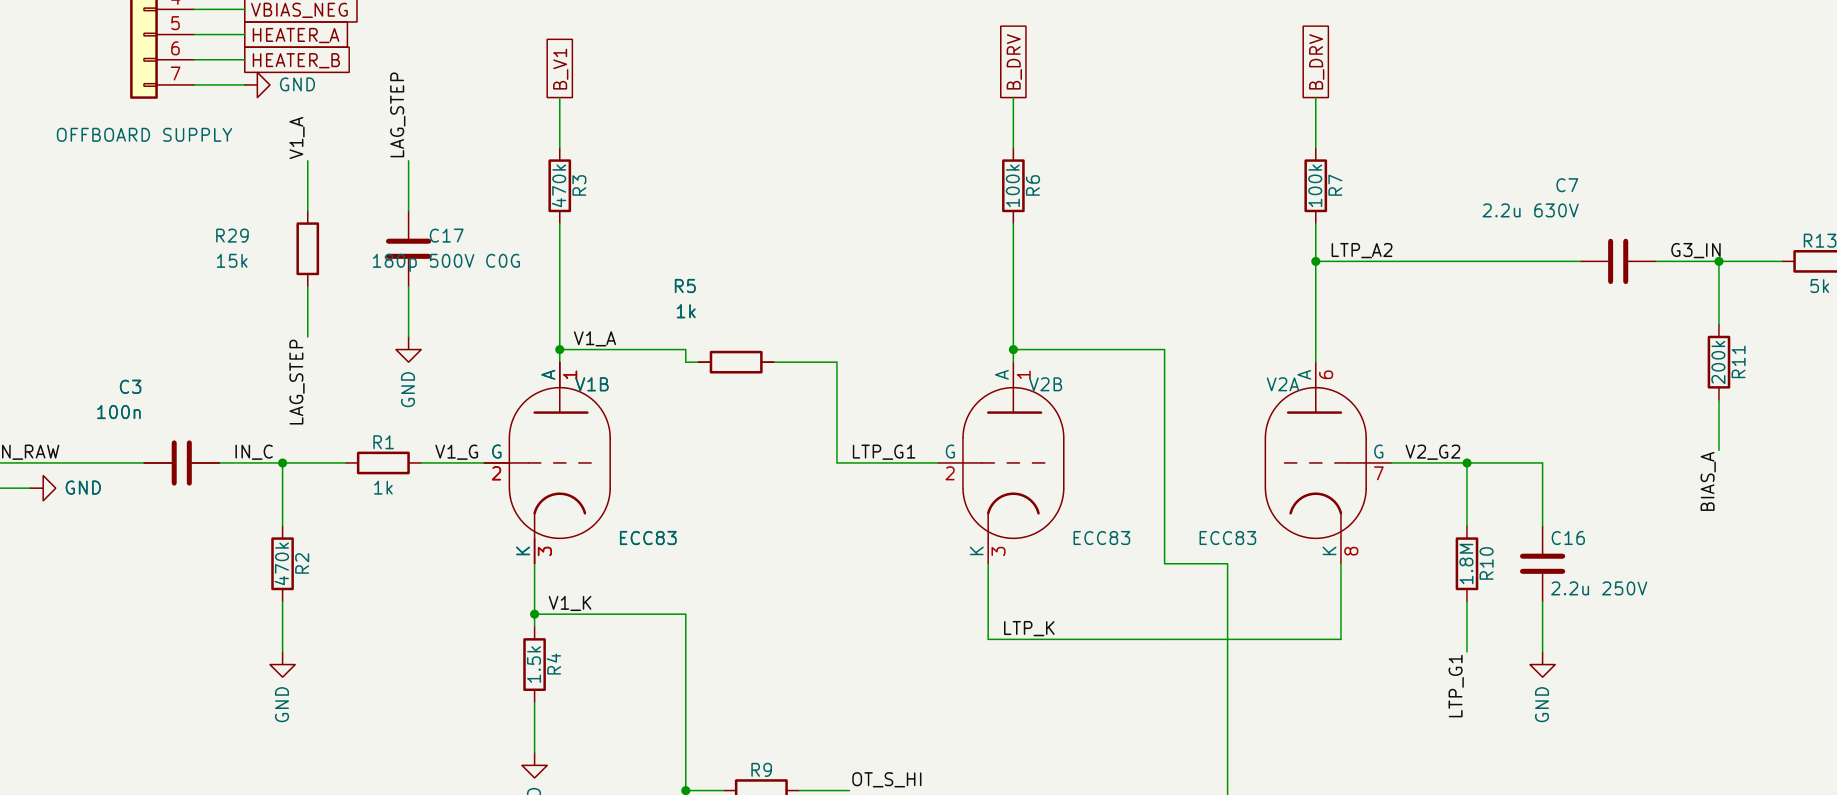 4
VBIAS_NEG
5
HEATER_A
6
HEATER_B
7
GND
OFFBOARD SUPPLY
V1_A
R29
15k
LAG_STEP
LAG_STEP
C17
180p 500V C0G
GND
B_V1
470k
R3
V1_A
R5
1k
A
1
V1B
C3
100n
N_RAW
GND
IN_C
470k
R2
GND
R1
1k
V1_G
G
2
ECC83
K
3
V1_K
1.5k
R4
R9
OT_S_HI
B_DRV
100k
R6
A
1
V2B
LTP_G1
G
2
ECC83
K
3
LTP_K
B_DRV
100k
R7
LTP_A2
V2A
A
6
G
7
V2_G2
ECC83
K
8
1.8M
R10
LTP_G1
C16
2.2u 250V
GND
C7
2.2u 630V
G3_IN
R13
5k
200k
R11
BIAS_A